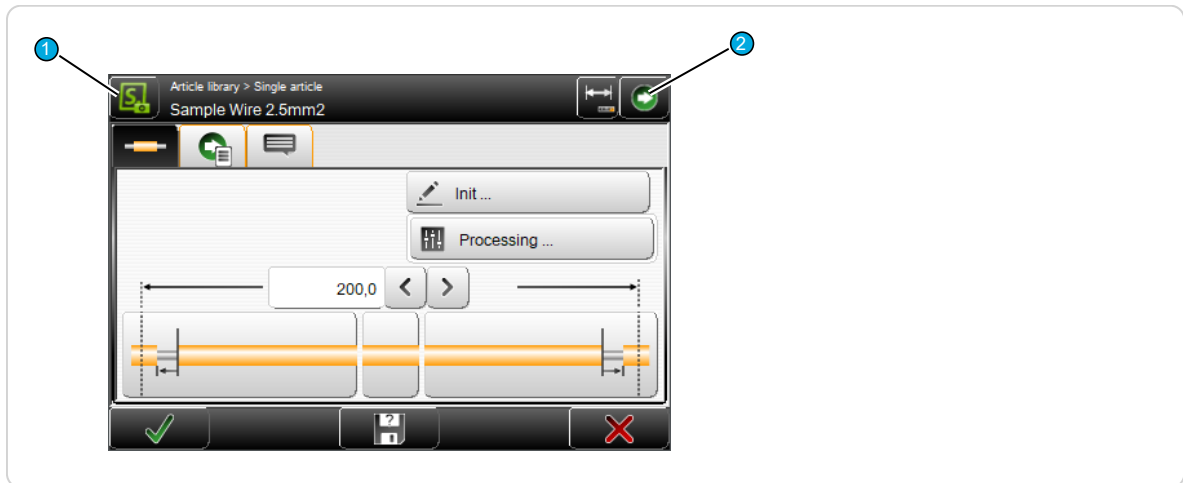 1
2
S
Article library > Single article
Sample Wire 2.5mm2
Init ...
Processing ...
200,0
?